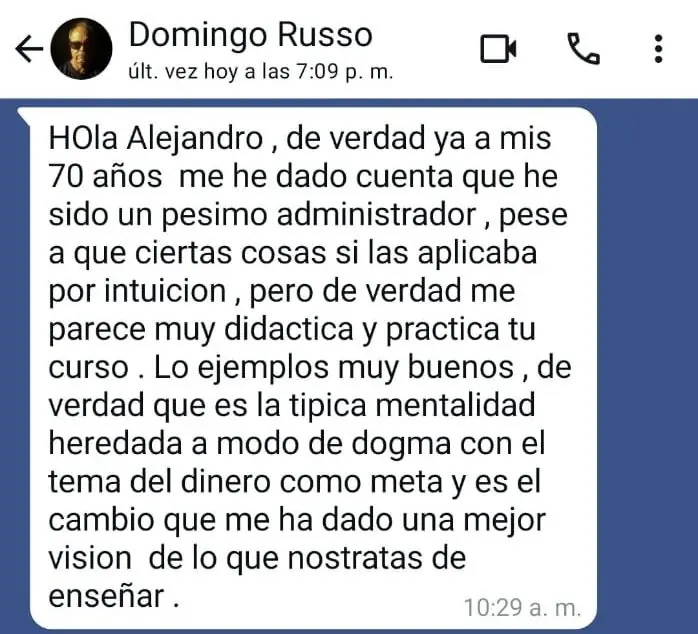 Domingo Russo
últ. vez hoy a las 7:09 p. m.
HOla Alejandro , de verdad ya a mis
70 años  me he dado cuenta que he
sido un pesimo administrador , pese
a que ciertas cosas si las aplicaba
por intuicion , pero de verdad me
parece muy didactica y practica tu
curso . Lo ejemplos muy buenos , de
verdad que es la tipica mentalidad
heredada a modo de dogma con el
tema del dinero como meta y es el
cambio que me ha dado una mejor
vision  de lo que nostratas de
enseñar .
10:29 a. m.